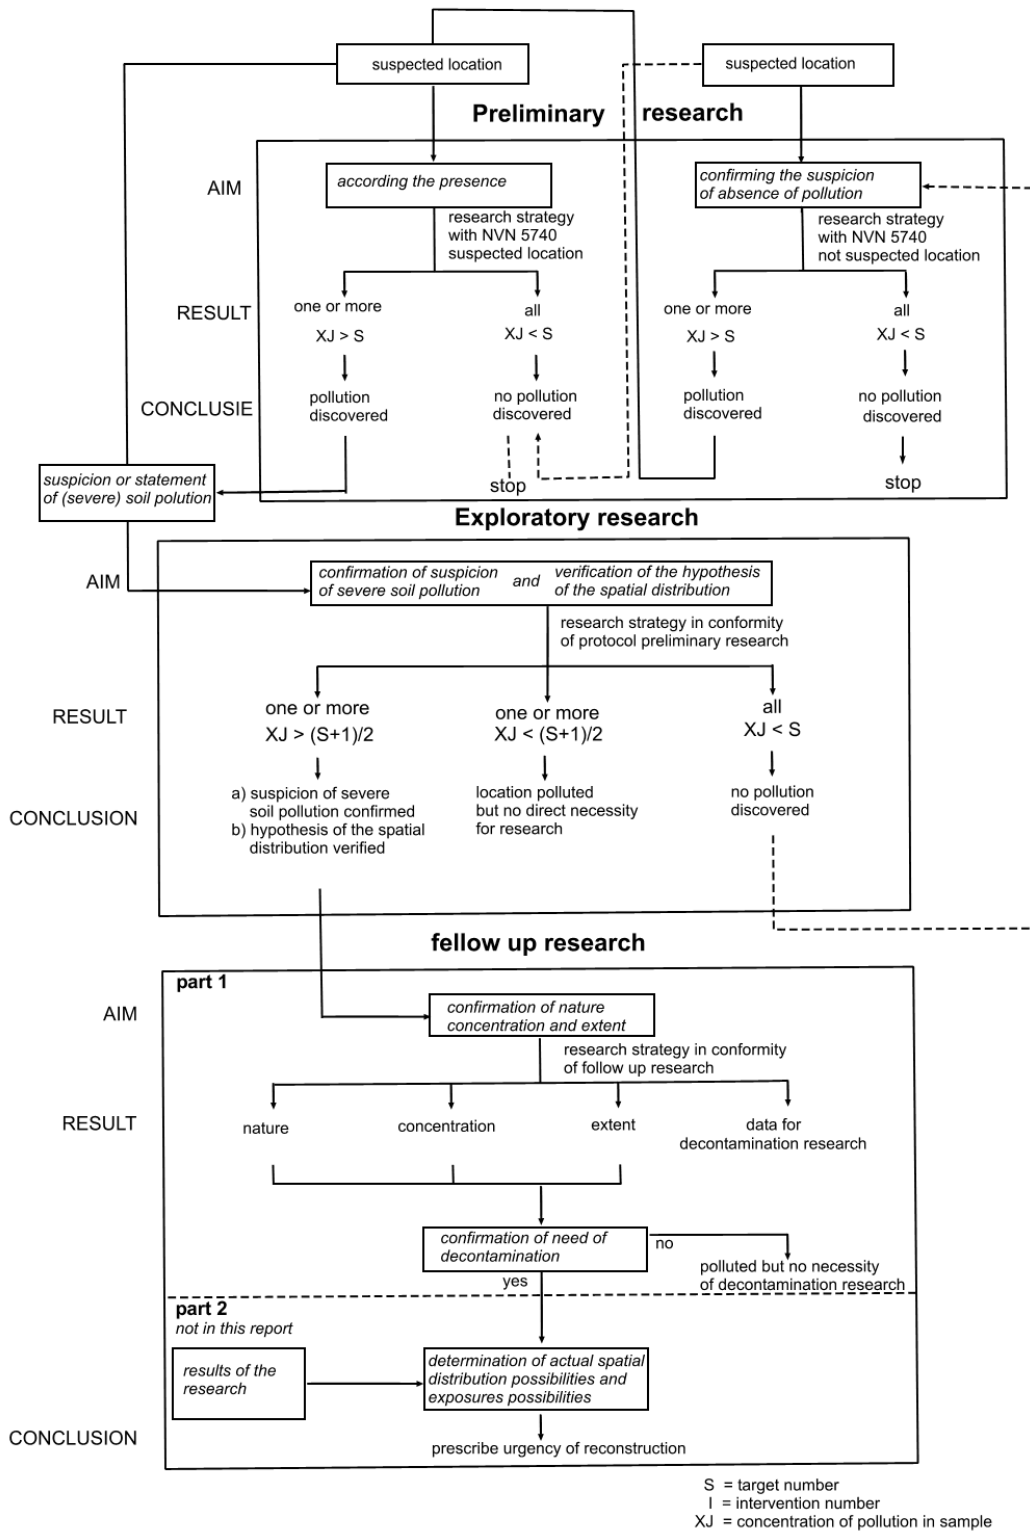 suspected location
suspected location
Preliminary research
AIM
according the presence
confirming the suspicion
of absence of pollution
research strategy
with NVN 5740
suspected location
research strategy
with NVN 5740
not suspected location
RESULT
one or more
XJ > S
all
XJ < S
one or more
XJ > S
all
XJ < S
CONCLUSIE
pollution
discovered
no pollution
discovered
pollution
discovered
no pollution
discovered
suspicion or statement
of (severe) soil polution
stop
stop
Exploratory research
AIM
confirmation of suspicion
of severe soil pollution
and
verification of the hypothesis
of the spatial distribution
research strategy in conformity
of protocol preliminary research
RESULT
one or more
XJ > (S+1)/2
one or more
XJ < (S+1)/2
all
XJ < S
CONCLUSION
a) suspicion of severe
soil pollution confirmed
b) hypothesis of the spatial
distribution verified
location polluted
but no direct necessity
for research
no pollution
discovered
fellow up research
part 1
AIM
confirmation of nature
concentration and extent
research strategy in conformity
of follow up research
RESULT
nature
concentration
extent
data for
decontamination research
confirmation of need of
decontamination
no
polluted but no necessity
of decontamination research
yes
part 2
not in this report
results of the
research
determination of actual spatial
distribution possibilities and
exposures possibilities
CONCLUSION
prescribe urgency of reconstruction
S = target number
I = intervention number
XJ = concentration of pollution in sample